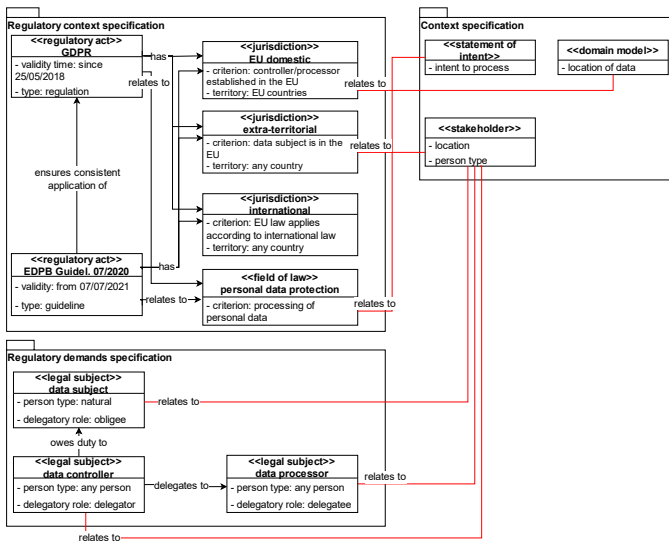 Regulatory context specification
<<regulatory act>>
GDPR
- validity time: since
25/05/2018
- type: regulation
has
relates to
<<jurisdiction>>
EU domestic
- criterion: controller/processor
established in the EU
- territory: EU countries
<<jurisdiction>>
extra-territorial
- criterion: data subject is in the
EU
- territory: any country
ensures consistent
application of
<<jurisdiction>>
international
- criterion: EU law applies
according to international law
- territory: any country
<<regulatory act>>
EDPB Guidel. 07/2020
- validity: from 07/07/2021
- type: guideline
has
relates to
<<field of law>>
personal data protection
- criterion: processing of
personal data
Context specification
<<statement of
intent>>
- intent to process
<<domain model>>
- location of data
<<stakeholder>>
- location
- person type
relates to
relates to
relates to
Regulatory demands specification
<<legal subject>>
data subject
- person type: natural
- delegatory role: obligee
relates to
owes duty to
<<legal subject>>
data controller
- person type: any person
- delegatory role: delegator
delegates to
<<legal subject>>
data processor
- person type: any person
- delegatory role: delegatee
relates to
relates to